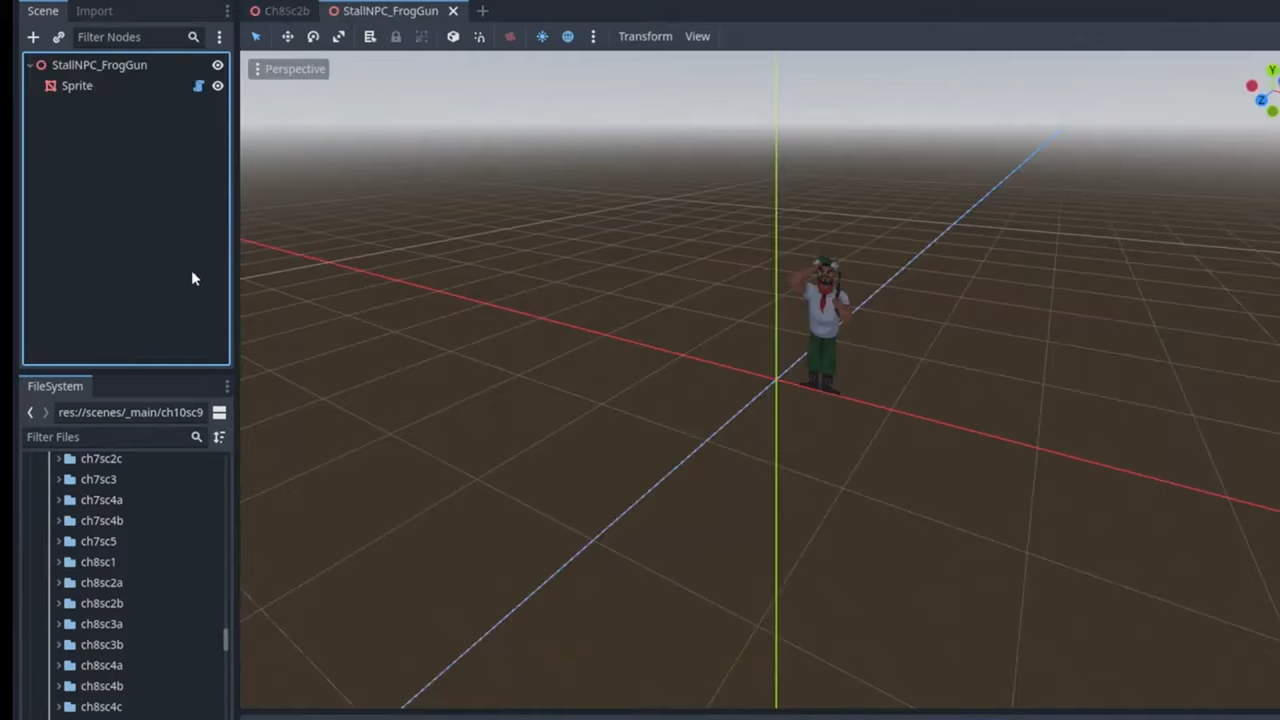 Scene Import
Ch8Sc2b StallNPC_FrogGun
Filter Nodes
Transform View
StallNPC_FrogGun
Sprite
Perspective
Y
Z
FileSystem
res://scenes/_main/ch10sc9
Filter Files
ch7sc2c
ch7sc3
ch7sc4a
ch7sc4b
ch7sc5
ch8sc1
ch8sc2a
ch8sc2b
ch8sc3a
ch8sc3b
ch8sc4a
ch8sc4b
ch8sc4c